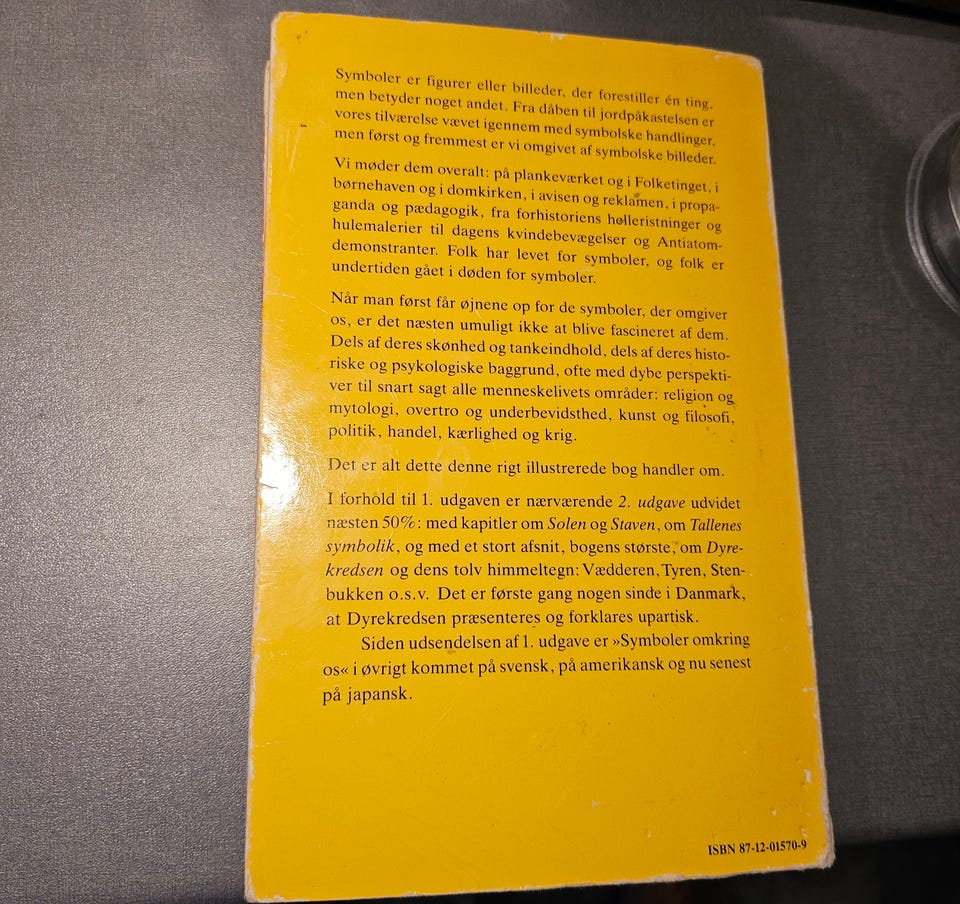 Symboler er figurer eller billeder, der forestiller én ting,
men betyder noget andet. Fra dåben til jordpåkastelsen er
vores tilværelse vævet igennem med symbolske handlinger,
men først og fremmest er vi omgivet af symbolske billeder.
Vi møder dem overalt: på plankeværket og i Folketinget, i
børnehaven og i domkirken, i avisen og reklamen, i propa-
ganda og pædagogik, fra forhistoriens hølleristninger og
hulemalerier til dagens kvindebevægelser og Antiatom-
demonstranter. Folk har levet for symboler, og folk er
undertiden gået i døden for symboler.
Når man først får øjnene op for de symboler, der omgiver
os, er det næsten umuligt ikke at blive fascineret af dem.
Dels af deres skønhed og tankeindhold, dels af deres histo-
riske og psykologiske baggrund, ofte med dybe perspekti-
ver til snart sagt alle menneskelivets områder: religion og
mytologi, overtro og underbevidsthed, kunst og filosofi,
politik, handel, kærlighed og krig.
Det er alt dette denne rigt illustrerede bog handler om.
I forhold til 1. udgaven er nærværende 2. udgave udvidet
næsten 50%: med kapitler om Solen og Staven, om Tallenes
symbolik, og med et stort afsnit, bogens største, om Dyre-
kredsen og dens tolv himmeltegn: Vædderen, Tyren, Sten-
bukken o.s.v. Det er første gang nogen sinde i Danmark,
at Dyrekredsen præsenteres og forklares upartisk.
Siden udsendelsen af 1. udgave er »Symboler omkring
os« i øvrigt kommet på svensk, på amerikansk og nu senest
på japansk.
ISBN 87-12-01570-9